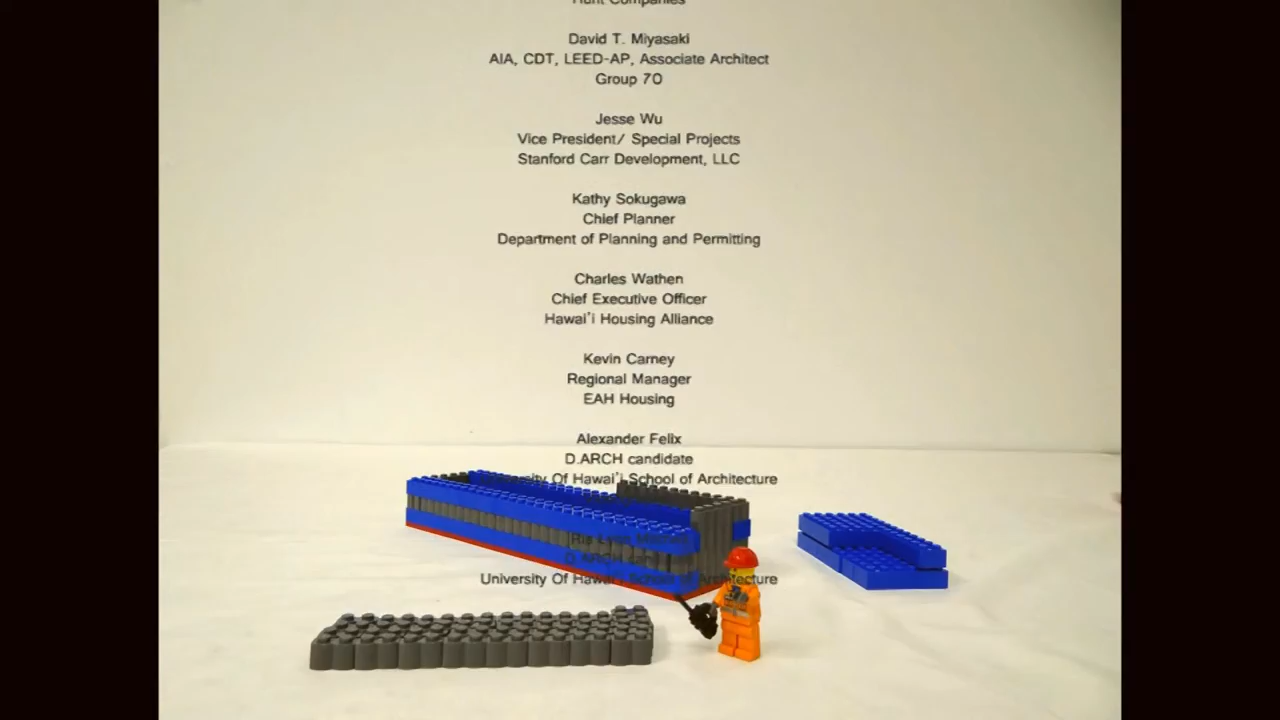 Hunt Companies
David T. Miyasaki
AIA, CDT, LEED-AP, Associate Architect
Group 70
Jesse Wu
Vice President/ Special Projects
Stanford Carr Development, LLC
Kathy Sokugawa
Chief Planner
Department of Planning and Permitting
Charles Wathen
Chief Executive Officer
Hawai'i Housing Alliance
Kevin Carney
Regional Manager
EAH Housing
Alexander Felix
D.ARCH candidate
University Of Hawai'i School of Architecture
D.ARCH
University Of Hawai'i School of Architecture